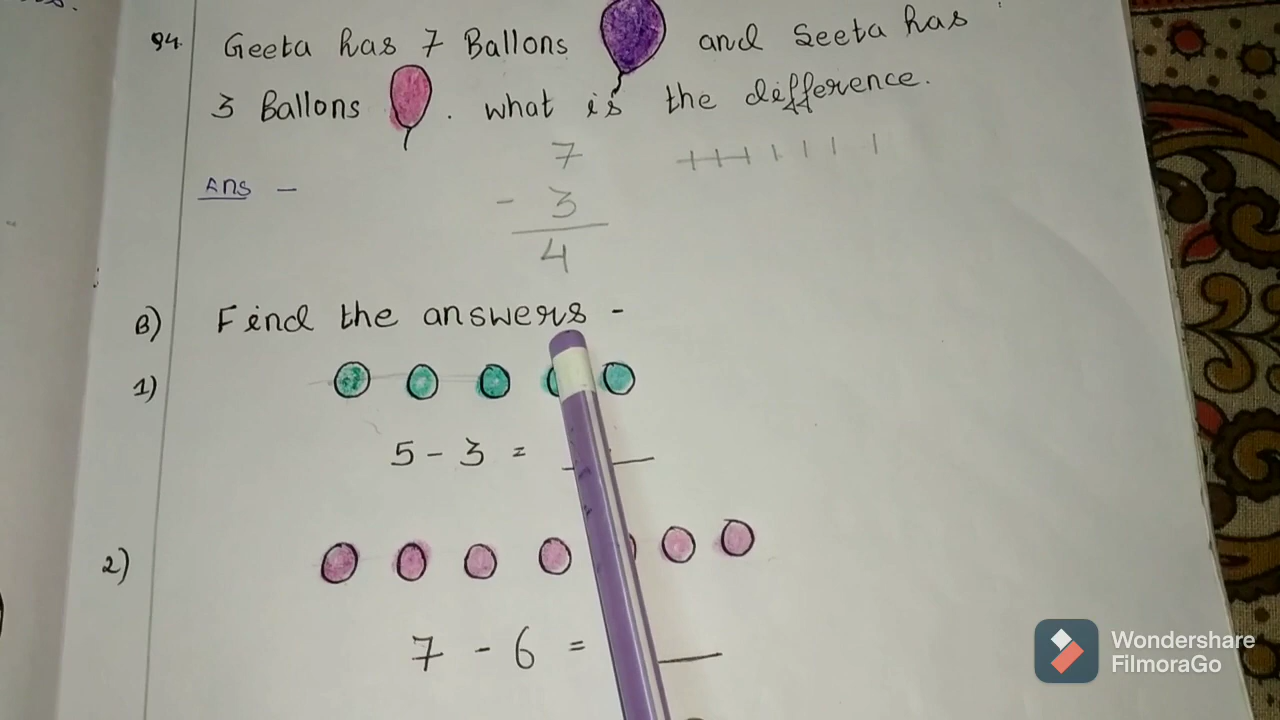 94. Geeta has 7 Ballons and Seeta has
3 Ballons . what is the difference.
7
Ans -
- 3
4
B) Find the answers -
1)
5 - 3 =
2)
7 - 6 =
Wondershare
FilmoraGo